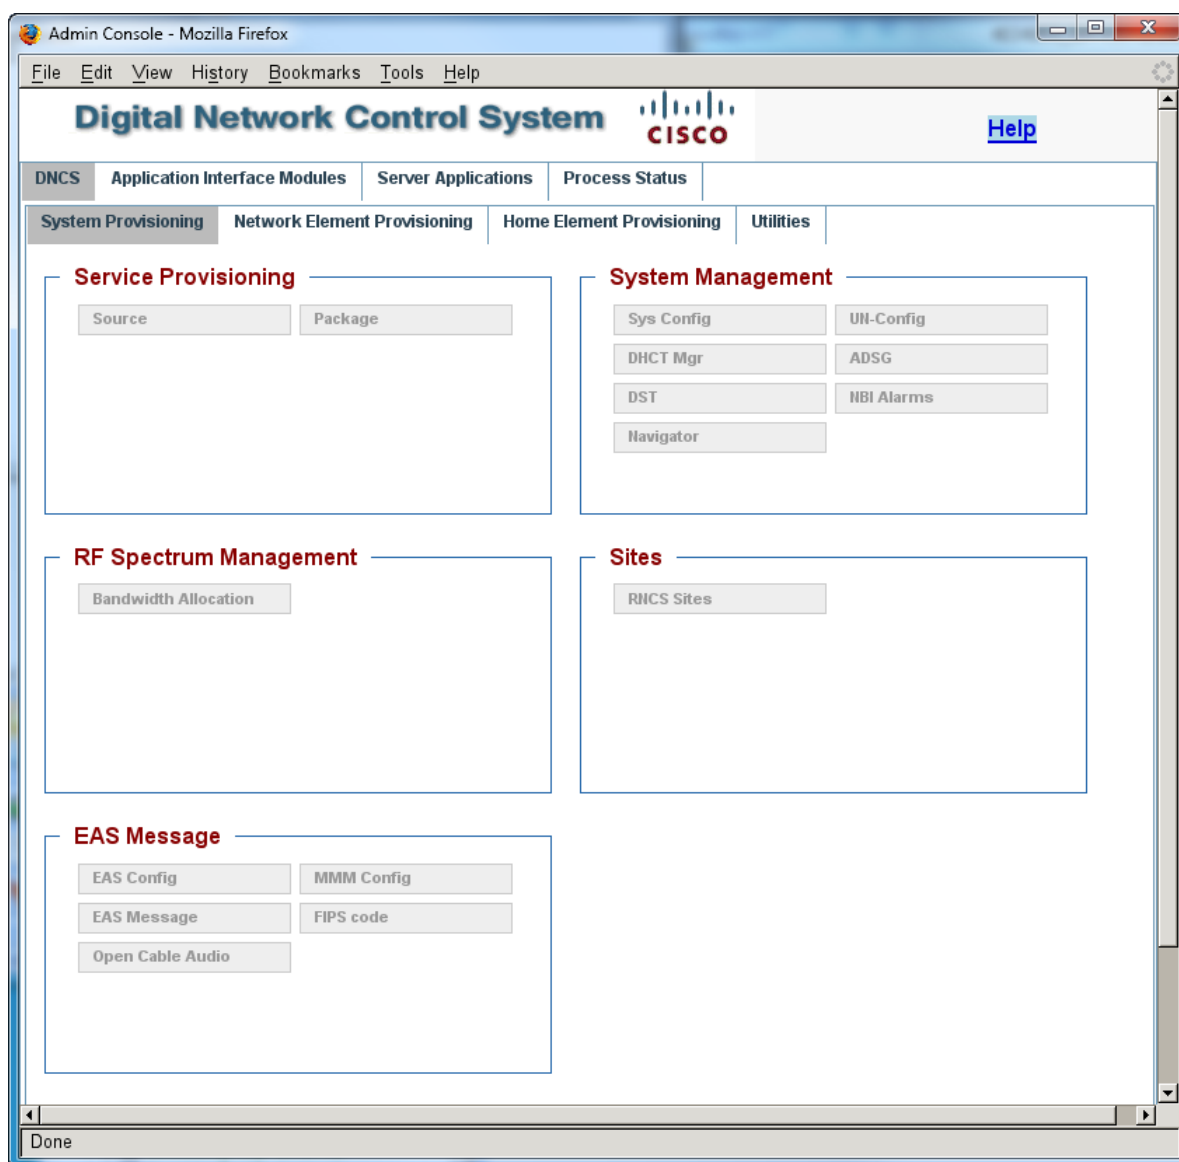 Admin Console - Mozilla Firefox
File Edit View History Bookmarks Tools Help
Digital Network Control System
CISCO
Help
DNCS Application Interface Modules Server Applications Process Status
System Provisioning Network Element Provisioning Home Element Provisioning Utilities
Service Provisioning
Source Package
System Management
Sys Config UN-Config
DHCT Mgr ADSG
DST NBI Alarms
Navigator
RF Spectrum Management
Bandwidth Allocation
Sites
RNCS Sites
EAS Message
EAS Config MMM Config
EAS Message FIPS code
Open Cable Audio
Done